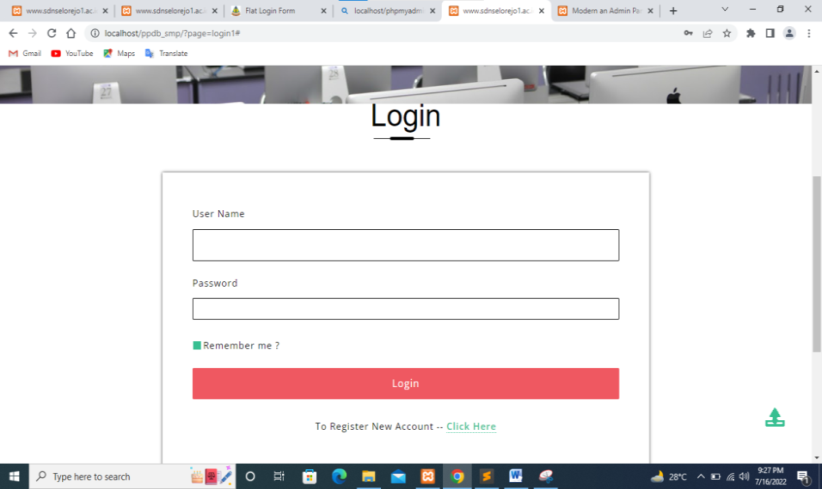 www.sdnselorejo1.ac.
www.sdnselorejo1.ac.
Flat Login Form
localhost/phpmyadm
www.sdnselorejo1.ac.
Modern an Admin Pa
localhost/ppdb_smp/?page=login1#
Gmail
YouTube
Maps
Translate
Login
User Name
Password
Remember me ?
Login
To Register New Account -- Click Here
Type here to search
28°C
9:27 PM
7/16/2022